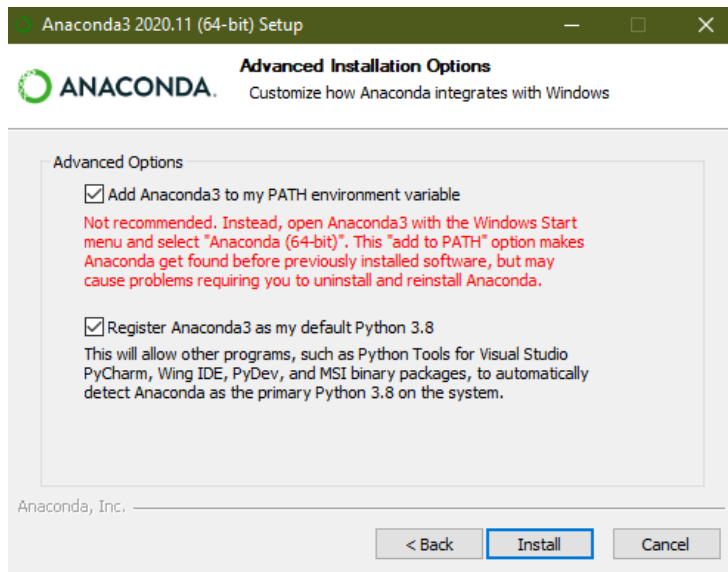 Anaconda3 2020.11 (64-bit) Setup
ANACONDA.
Advanced Installation Options
Customize how Anaconda integrates with Windows
Advanced Options
Add Anaconda3 to my PATH environment variable
Not recommended. Instead, open Anaconda3 with the Windows Start
menu and select "Anaconda (64-bit)". This "add to PATH" option makes
Anaconda get found before previously installed software, but may
cause problems requiring you to uninstall and reinstall Anaconda.
Register Anaconda3 as my default Python 3.8
This will allow other programs, such as Python Tools for Visual Studio
PyCharm, Wing IDE, PyDev, and MSI binary packages, to automatically
detect Anaconda as the primary Python 3.8 on the system.
Anaconda, Inc.
< Back
Install
Cancel